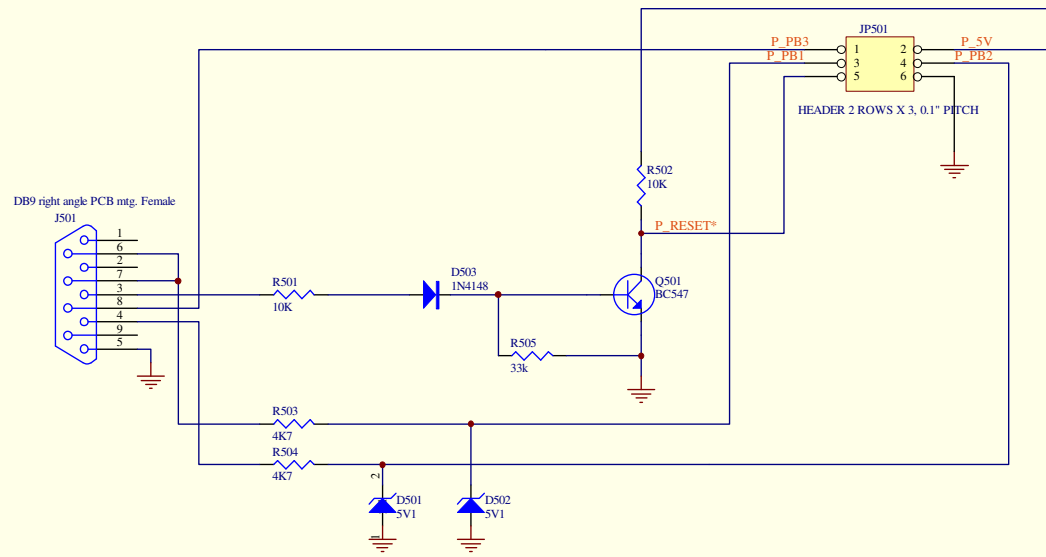 JP501
P_PB3
1
2
P_5V
P_PB1
3
4
P_PB2
5
6
HEADER 2 ROWS X 3, 0.1" PITCH
R502
10K
DB9 right angle PCB mtg. Female
J501
P_RESET*
1
6
2
7
3
8
4
9
5
R501
10K
D503
1N4148
Q501
BC547
R505
33k
R503
4K7
R504
4K7
2
D501
5V1
1
D502
5V1